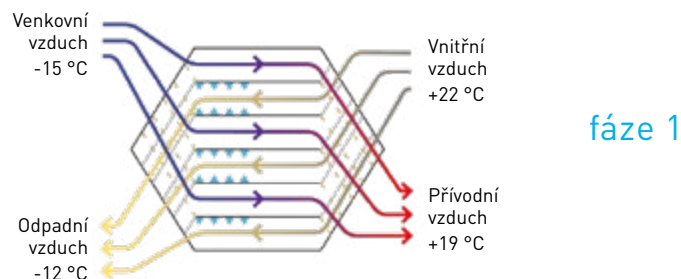 Venkovní
vzduch
-15 °C
Vnitřní
vzduch
+22 °C
fáze 1
Odpadní
vzduch
-12 °C
Přívodní
vzduch
+19 °C